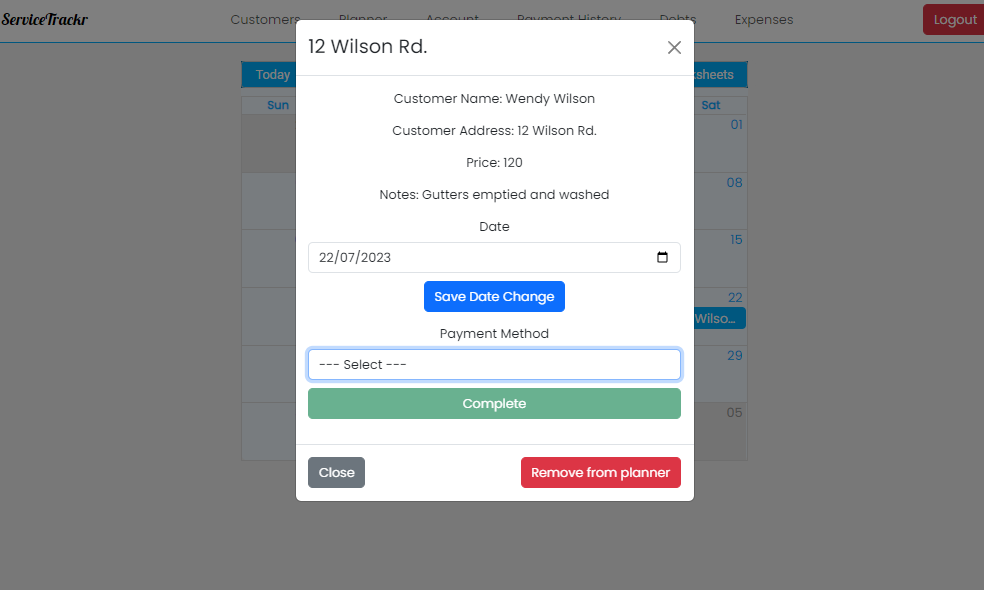 ServiceTrackr Customers Planner Account Payment History Debts Expenses Logout
12 Wilson Rd.
Today
Sun Sat
Customer Name: Wendy Wilson
01
Customer Address: 12 Wilson Rd.
Price: 120
08
Notes: Gutters emptied and washed
Date
15
22/07/2023
Save Date Change
22
Wilso...
Payment Method
29
--- Select ---
Complete
05
Close Remove from planner